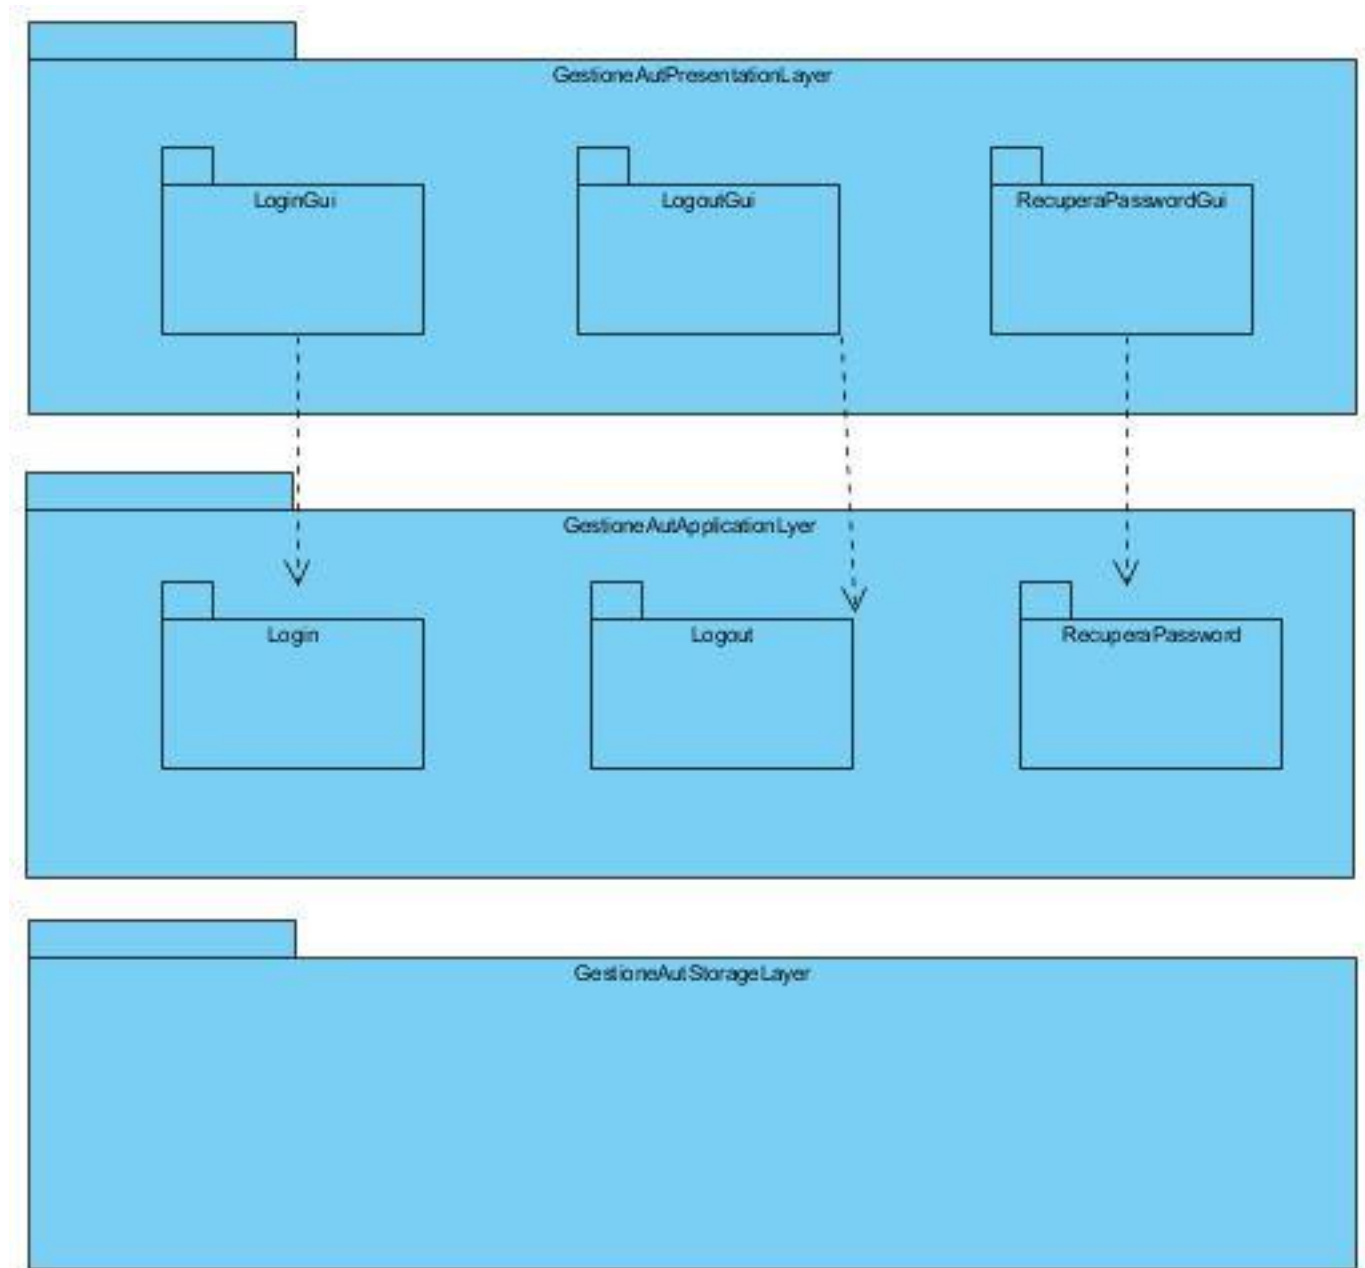 GestioneAutPresentationLayer
LoginGui
LogoutGui
RecuperaPasswordGui
GestioneAutApplicationLyer
Login
Logout
RecuperaPassword
GestioneAutStorageLayer